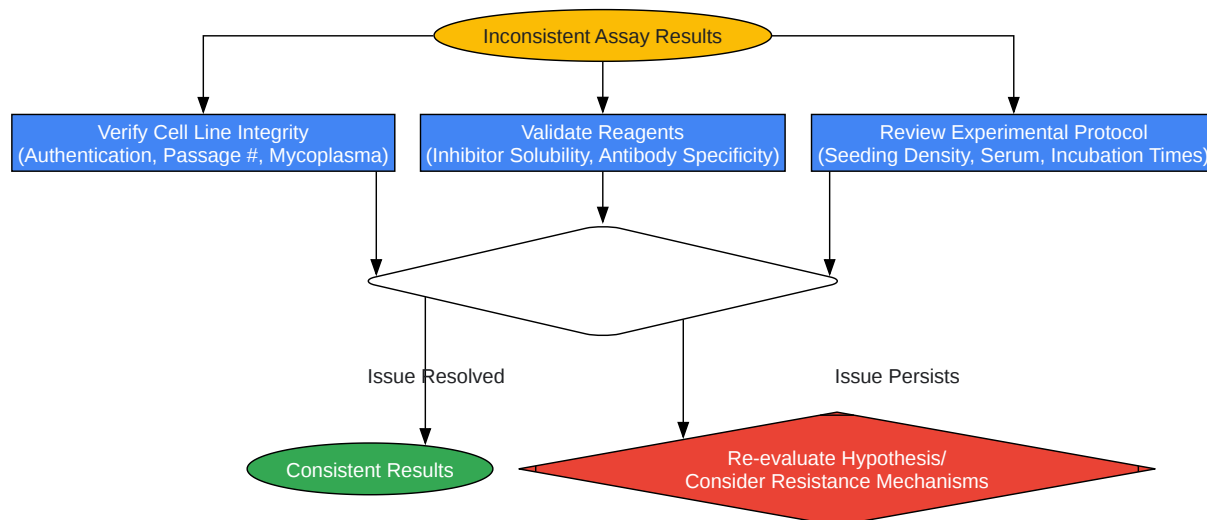 Inconsistent Assay Results
Verify Cell Line Integrity
(Authentication, Passage #, Mycoplasma)
Validate Reagents
(Inhibitor Solubility, Antibody Specificity)
Review Experimental Protocol
(Seeding Density, Serum, Incubation Times)
Issue Resolved
Issue Persists
Consistent Results
Re-evaluate Hypothesis/
Consider Resistance Mechanisms